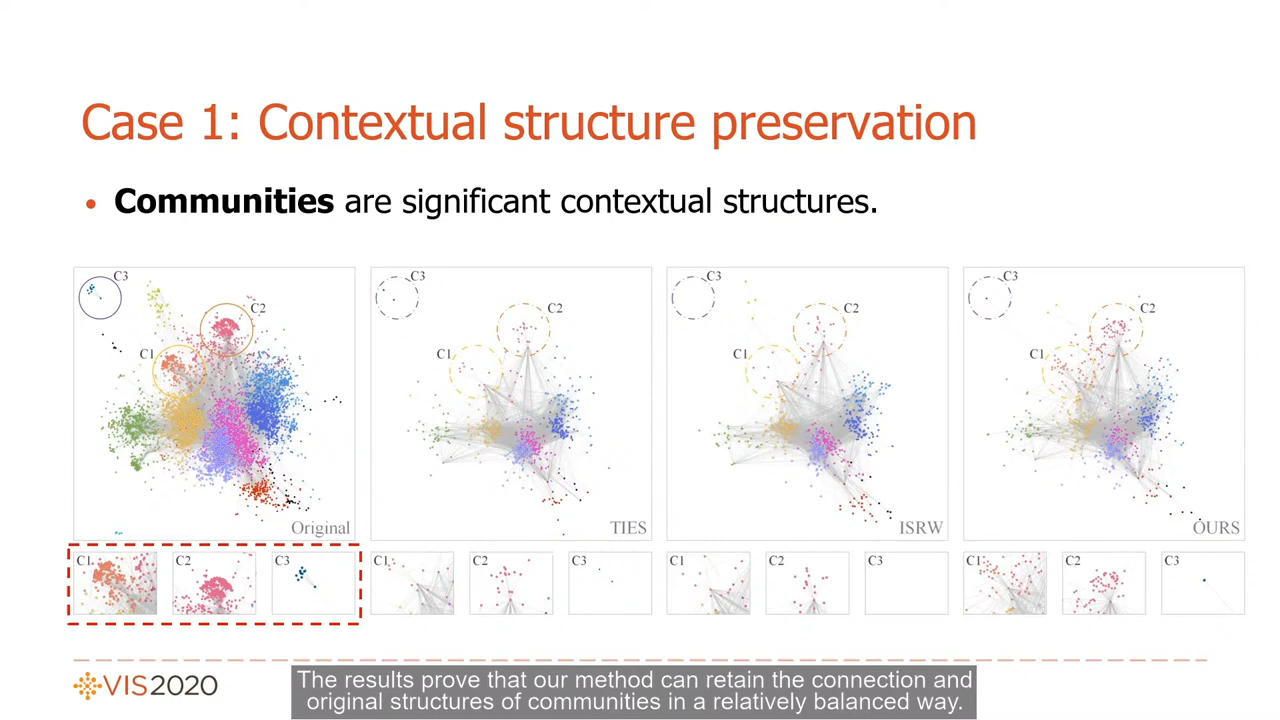 Case 1: Contextual structure preservation
• Communities are significant contextual structures.
C3
C2
C1
Original
C3
C2
C1
TIES
C3
C2
C1
ISRW
C3
C2
C1
OURS
C1
C2
C3
C1
C2
C3
C1
C2
C3
C1
C2
C3
VIS2020
The results prove that our method can retain the connection and
original structures of communities in a relatively balanced way.